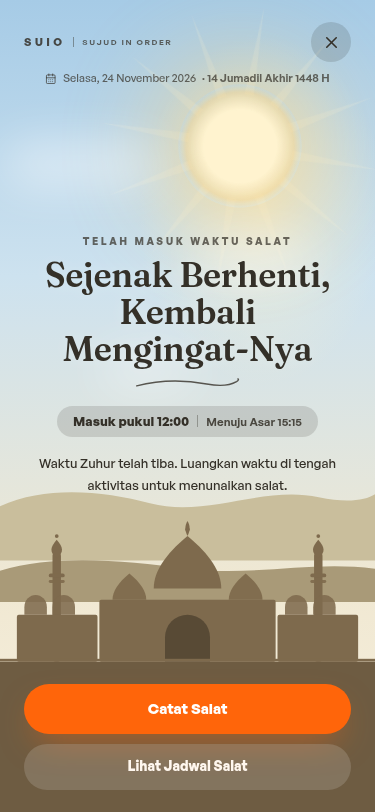 SUIO | SUJUD IN ORDER
Selasa, 24 November 2026 · 14 Jumadil Akhir 1448 H
TELAH MASUK WAKTU SALAT
Sejenak Berhenti,
Kembali
Mengingat-Nya
Masuk pukul 12:00 | Menuju Asar 15:15
Waktu Zuhur telah tiba. Luangkan waktu di tengah
aktivitas untuk menunaikan salat.
Catat Salat
Lihat Jadwal Salat